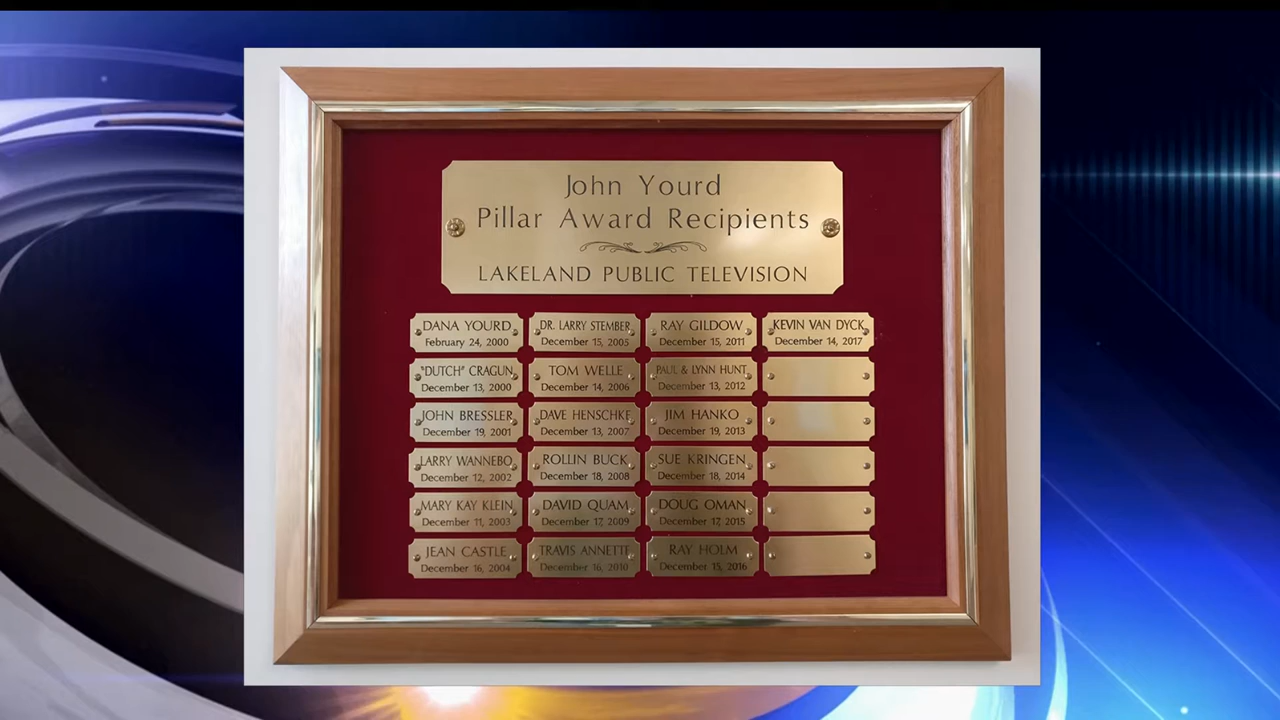 John Yourd
Pillar Award Recipients
LAKELAND PUBLIC TELEVISION
DANA YOURD
February 24, 2000
"DUTCH" CRAGUN
December 13, 2000
JOHN BRESSLER
December 19, 2001
LARRY WANNEBO
December 12, 2002
MARY KAY KLEIN
December 11, 2003
JEAN CASTLE
December 16, 2004
DR. LARRY STEMBER
December 15, 2005
TOM WELLE
December 14, 2006
DAVE HENSCHKE
December 13, 2007
ROLLIN BUCK
December 18, 2008
DAVID QUAM
December 17, 2009
TRAVIS ANNETTE
December 16, 2010
RAY GILDOW
December 15, 2011
PAUL & LYNN HUNT
December 13, 2012
JIM HANKO
December 19, 2013
SUE KRINGEN
December 18, 2014
DOUG OMAN
December 17, 2015
RAY HOLM
December 15, 2016
KEVIN VAN DYCK
December 14, 2017